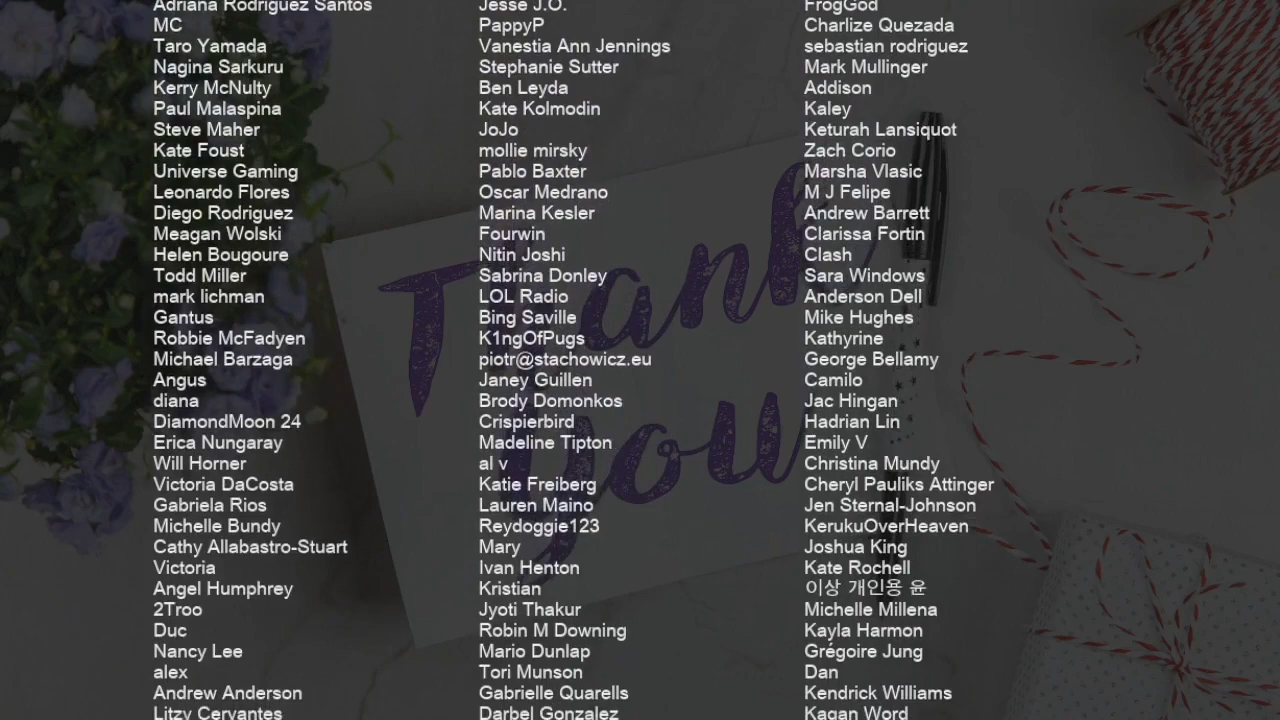 Adriana Rodriguez Santos
MC
Taro Yamada
Nagina Sarkuru
Kerry McNulty
Paul Malaspina
Steve Maher
Kate Foust
Universe Gaming
Leonardo Flores
Diego Rodriguez
Meagan Wolski
Helen Bougoure
Todd Miller
mark lichman
Gantus
Robbie McFadyen
Michael Barzaga
Angus
diana
DiamondMoon 24
Erica Nungaray
Will Horner
Victoria DaCosta
Gabriela Rios
Michelle Bundy
Cathy Allabastro-Stuart
Victoria
Angel Humphrey
2Troo
Duc
Nancy Lee
alex
Andrew Anderson
Litzy Cervantes
Jesse J.O.
PappyP
Vanestia Ann Jennings
Stephanie Sutter
Ben Leyda
Kate Kolmodin
JoJo
mollie mirsky
Pablo Baxter
Oscar Medrano
Marina Kesler
Fourwin
Nitin Joshi
Sabrina Donley
LOL Radio
Bing Saville
K1ngOfPugs
piotr@stachowicz.eu
Janey Guillen
Brody Domonkos
Crispierbird
Madeline Tipton
al v
Katie Freiberg
Lauren Maino
Reydoggie123
Mary
Ivan Henton
Kristian
Jyoti Thakur
Robin M Downing
Mario Dunlap
Tori Munson
Gabrielle Quarells
Darbel Gonzalez
FrogGod
Charlize Quezada
sebastian rodriguez
Mark Mullinger
Addison
Kaley
Keturah Lansiquot
Zach Corio
Marsha Vlasic
M J Felipe
Andrew Barrett
Clarissa Fortin
Clash
Sara Windows
Anderson Dell
Mike Hughes
Kathyrine
George Bellamy
Camilo
Jac Hingan
Hadrian Lin
Emily V
Christina Mundy
Cheryl Pauliks Attinger
Jen Sternal-Johnson
KerukuOverHeaven
Joshua King
Kate Rochell
이상 개인용 윤
Michelle Millena
Kayla Harmon
Grégoire Jung
Dan
Kendrick Williams
Kagan Word
Thank
you